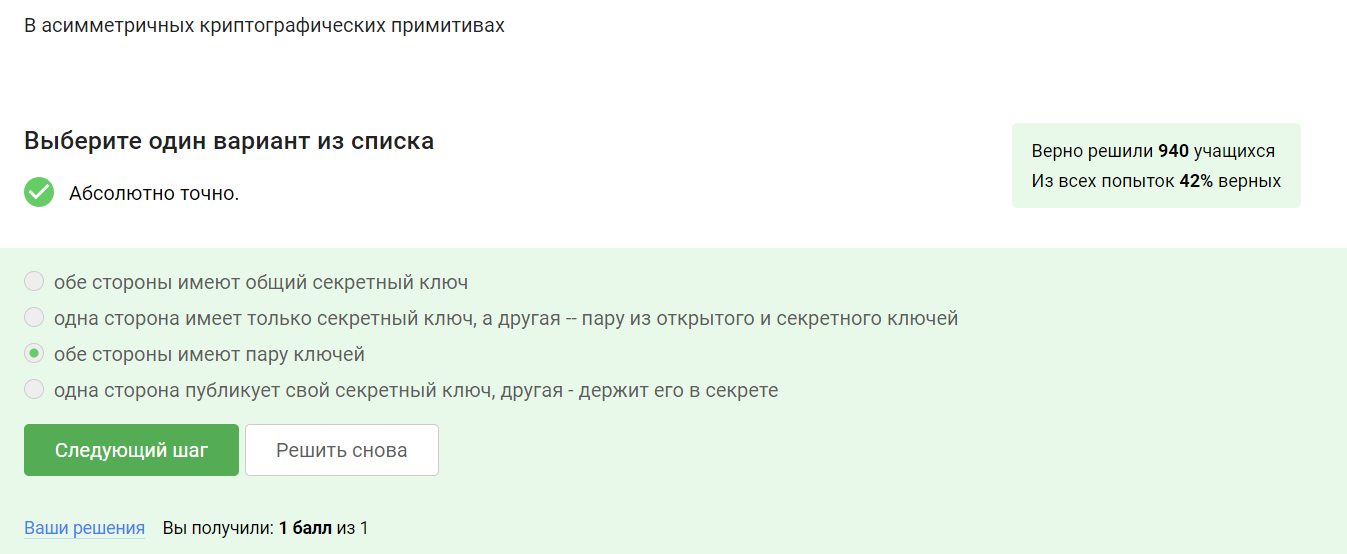 В асимметричных криптографических примитивах
Выберите один вариант из списка
Верно решили 940 учащихся
Из всех попыток 42% верных
Абсолютно точно.
обе стороны имеют общий секретный ключ
одна сторона имеет только секретный ключ, а другая -- пару из открытого и секретного ключей
обе стороны имеют пару ключей
одна сторона публикует свой секретный ключ, другая - держит его в секрете
Следующий шаг
Решить снова
Ваши решения Вы получили: 1 балл из 1